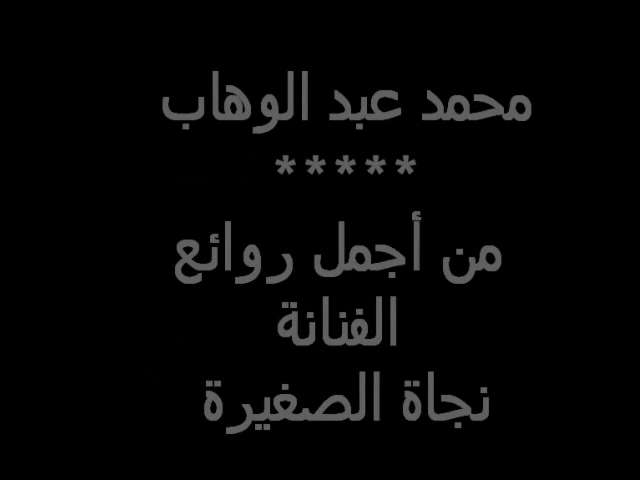 محمد عبد الوهاب
*****
من أجمل روائع
الفنانة
نجاة الصغيرة